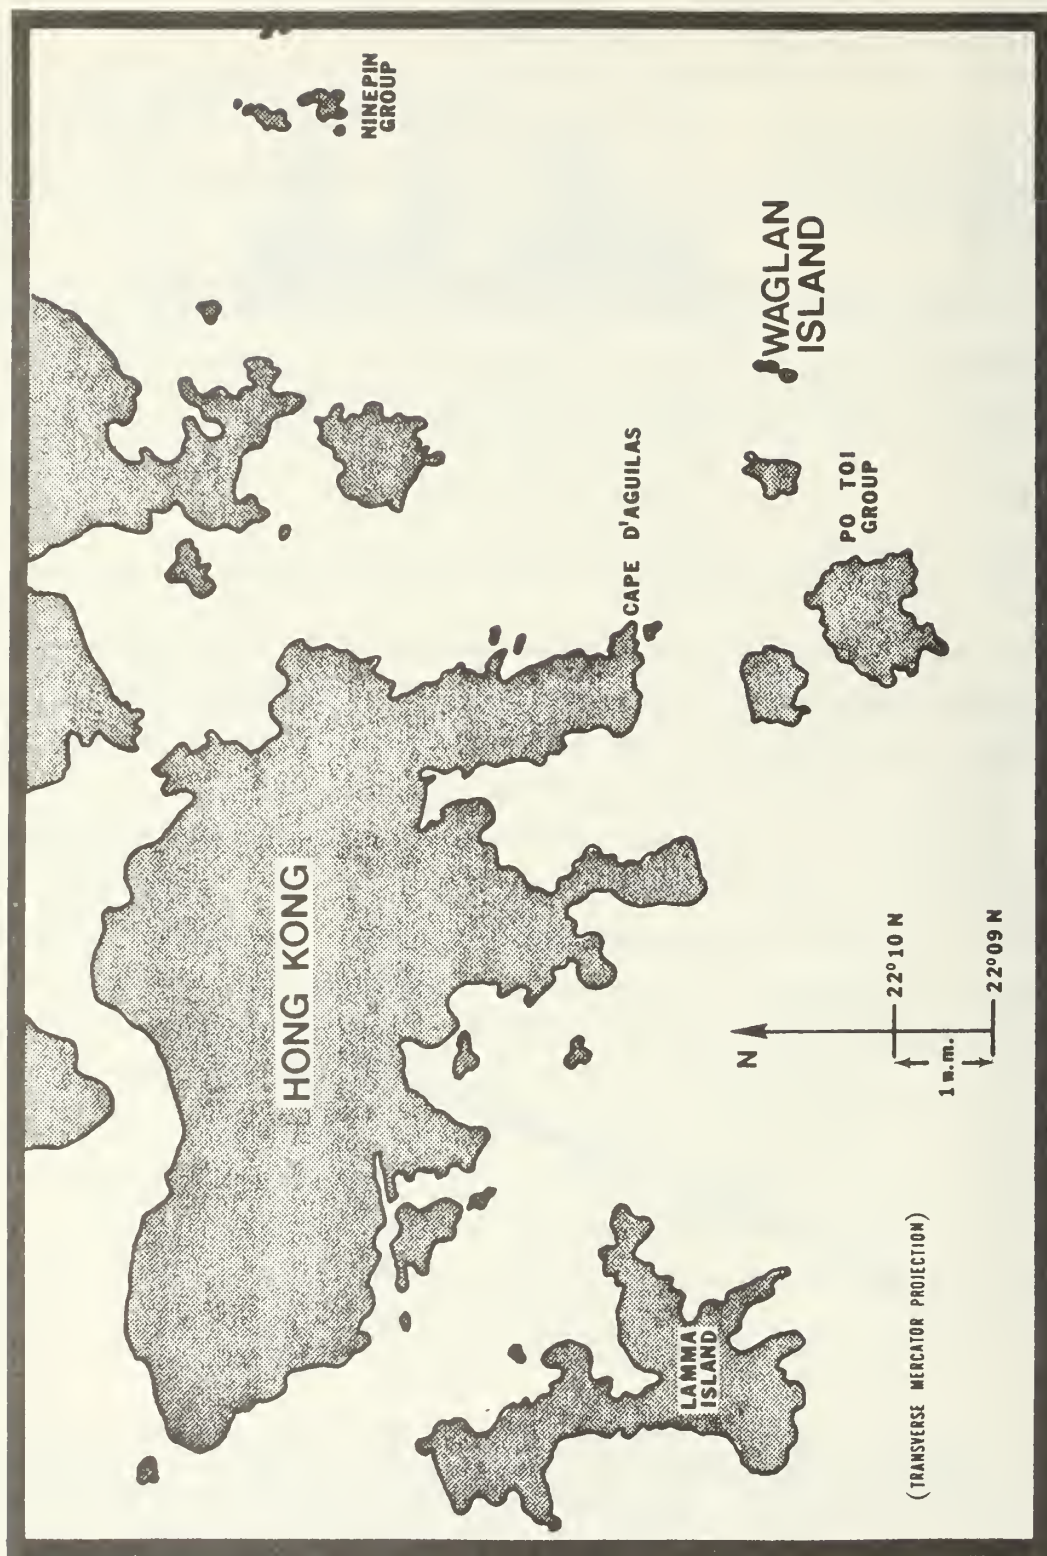 NINEPIN
GROUP
HONG KONG
WAGLAN
ISLAND
CAPE D'AGUILAS
PO TOI
GROUP
LAMMA
ISLAND
N
22°10 N
1 n.m.
22°09 N
(TRANSVERSE MERCATOR PROJECTION)